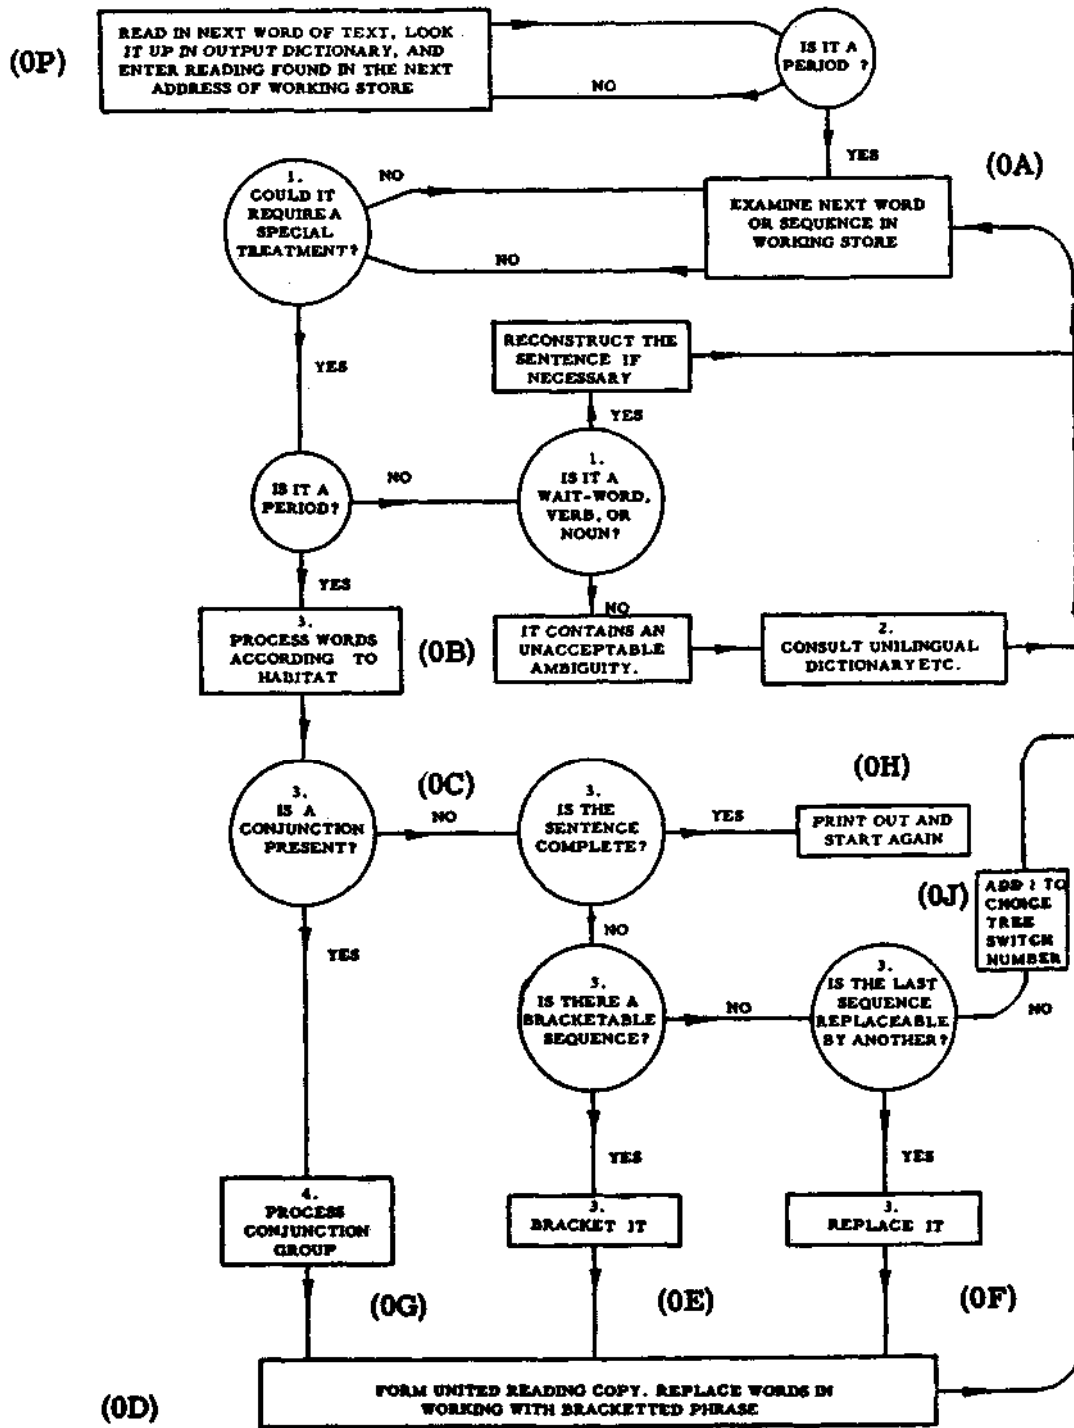 (0P)
READ IN NEXT WORD OF TEXT, LOOK
IT UP IN OUTPUT DICTIONARY, AND
ENTER READING FOUND IN THE NEXT
ADDRESS OF WORKING STORE
NO
IS IT A
PERIOD ?
YES
(0A)
1.
COULD IT
REQUIRE A
SPECIAL
TREATMENT?
NO
NO
EXAMINE NEXT WORD
OR SEQUENCE IN
WORKING STORE
YES
RECONSTRUCT THE
SENTENCE IF
NECESSARY
YES
IS IT A
PERIOD?
NO
1.
IS IT A
WAIT-WORD,
VERB, OR
NOUN?
YES
NO
3.
PROCESS WORDS
ACCORDING TO
HABITAT
(0B)
IT CONTAINS AN
UNACCEPTABLE
AMBIGUITY.
2.
CONSULT UNILINGUAL
DICTIONARY ETC.
3.
IS A
CONJUNCTION
PRESENT?
(0C)
NO
3.
IS THE
SENTENCE
COMPLETE?
YES
(0H)
PRINT OUT AND
START AGAIN
NO
YES
(0J)
ADD 1 TO
CHOICE
TREE
SWITCH
NUMBER
3.
IS THERE A
BRACKETABLE
SEQUENCE?
NO
3.
IS THE LAST
SEQUENCE
REPLACEABLE
BY ANOTHER?
NO
YES
YES
4.
PROCESS
CONJUNCTION
GROUP
3.
BRACKET IT
3.
REPLACE IT
(0G)
(0E)
(0F)
(0D)
FORM UNITED READING COPY. REPLACE WORDS IN
WORKING WITH BRACKETTED PHRASE